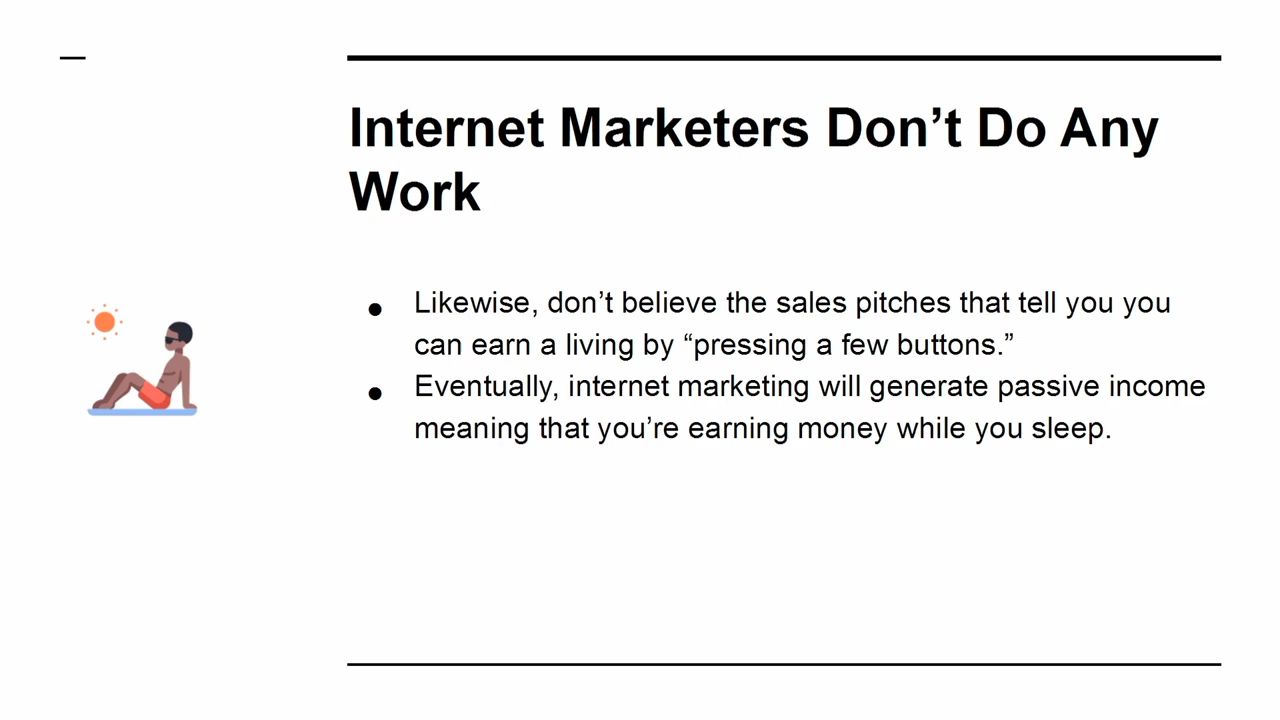 Internet Marketers Don’t Do Any
Work
● Likewise, don’t believe the sales pitches that tell you you
can earn a living by “pressing a few buttons.”
● Eventually, internet marketing will generate passive income
meaning that you’re earning money while you sleep.